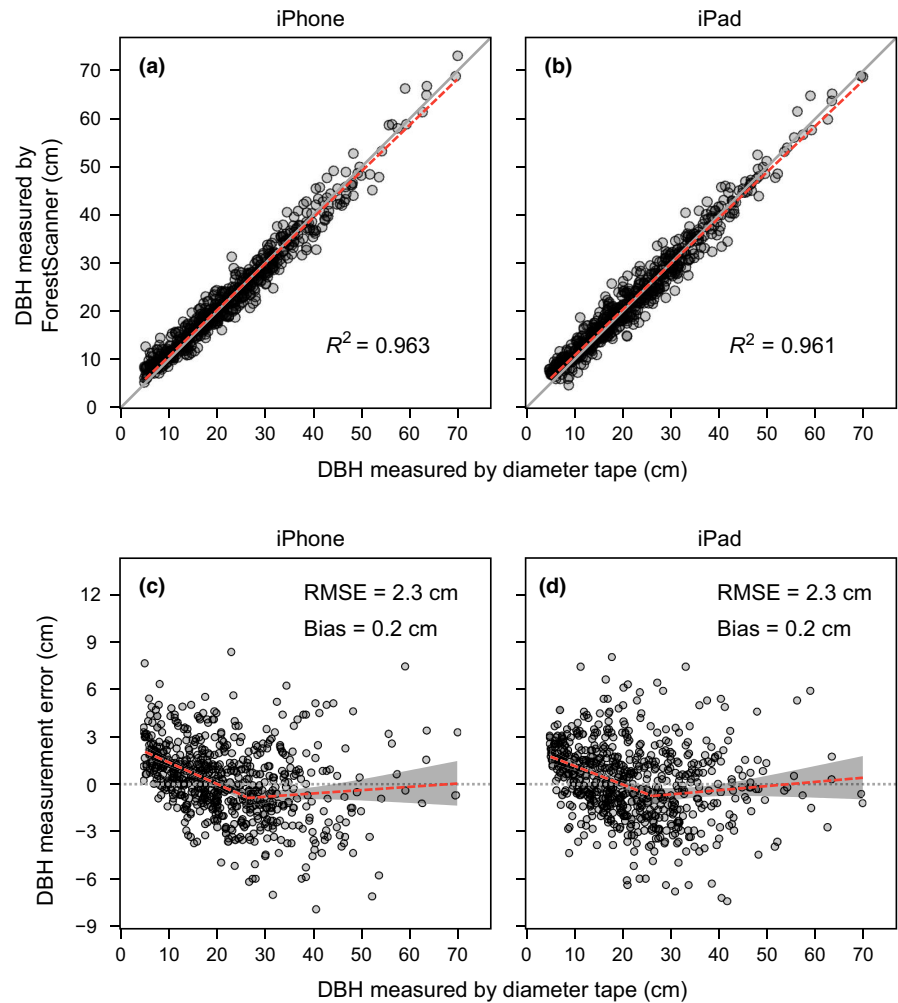 iPhone
iPad
(a)
(b)
DBH measured by
ForestScanner (cm)
70
60
50
40
30
20
10
0
R² = 0.963
R² = 0.961
0 10 20 30 40 50 60 70
0 10 20 30 40 50 60 70
DBH measured by diameter tape (cm)
iPhone
iPad
(c)
RMSE = 2.3 cm
Bias = 0.2 cm
(d)
RMSE = 2.3 cm
Bias = 0.2 cm
DBH measurement error (cm)
12
9
6
3
0
−3
−6
−9
0 10 20 30 40 50 60 70
0 10 20 30 40 50 60 70
DBH measured by diameter tape (cm)